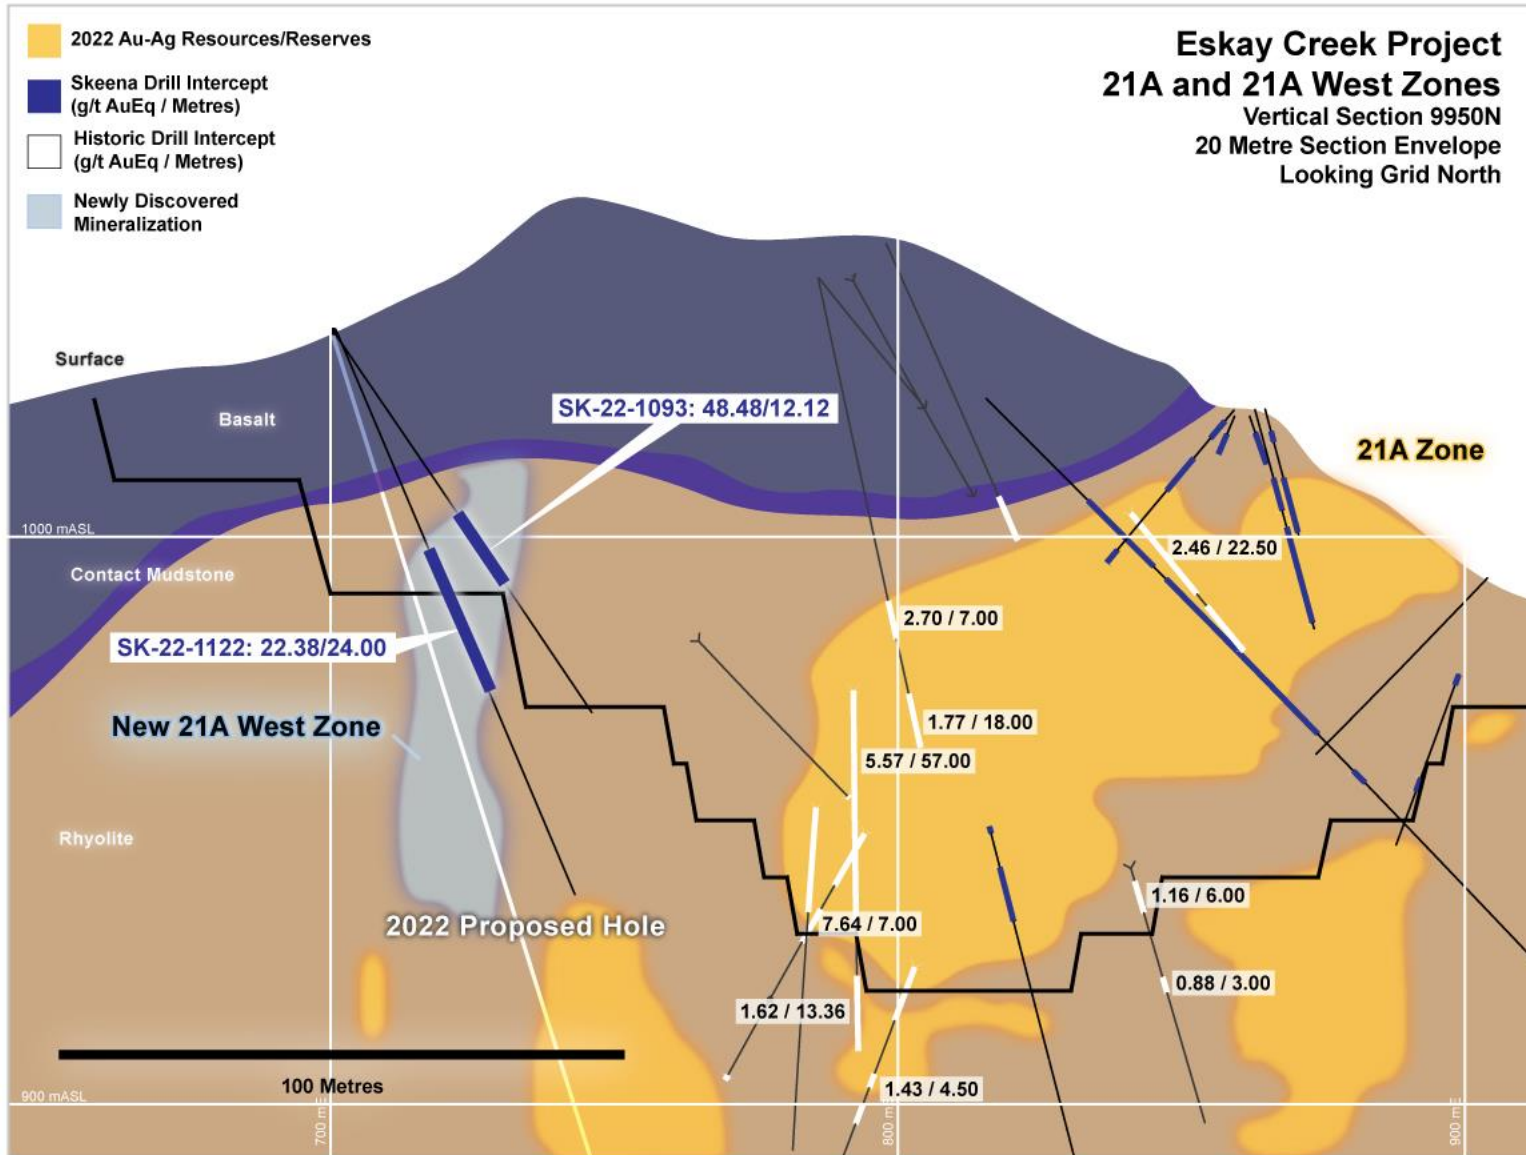 2022 Au-Ag Resources/Reserves
Skeena Drill Intercept
(g/t AuEq / Metres)
Historic Drill Intercept
(g/t AuEq / Metres)
Newly Discovered
Mineralization
Eskay Creek Project
21A and 21A West Zones
Vertical Section 9950N
20 Metre Section Envelope
Looking Grid North
Surface
Basalt
SK-22-1093: 48.48/12.12
21A Zone
1000 mASL
2.46 / 22.50
Contact Mudstone
2.70 / 7.00
SK-22-1122: 22.38/24.00
New 21A West Zone
1.77 / 18.00
5.57 / 57.00
Rhyolite
1.16 / 6.00
2022 Proposed Hole
7.64 / 7.00
0.88 / 3.00
1.62 / 13.36
100 Metres
1.43 / 4.50
900 mASL
700 mE
800 mE
900 mE